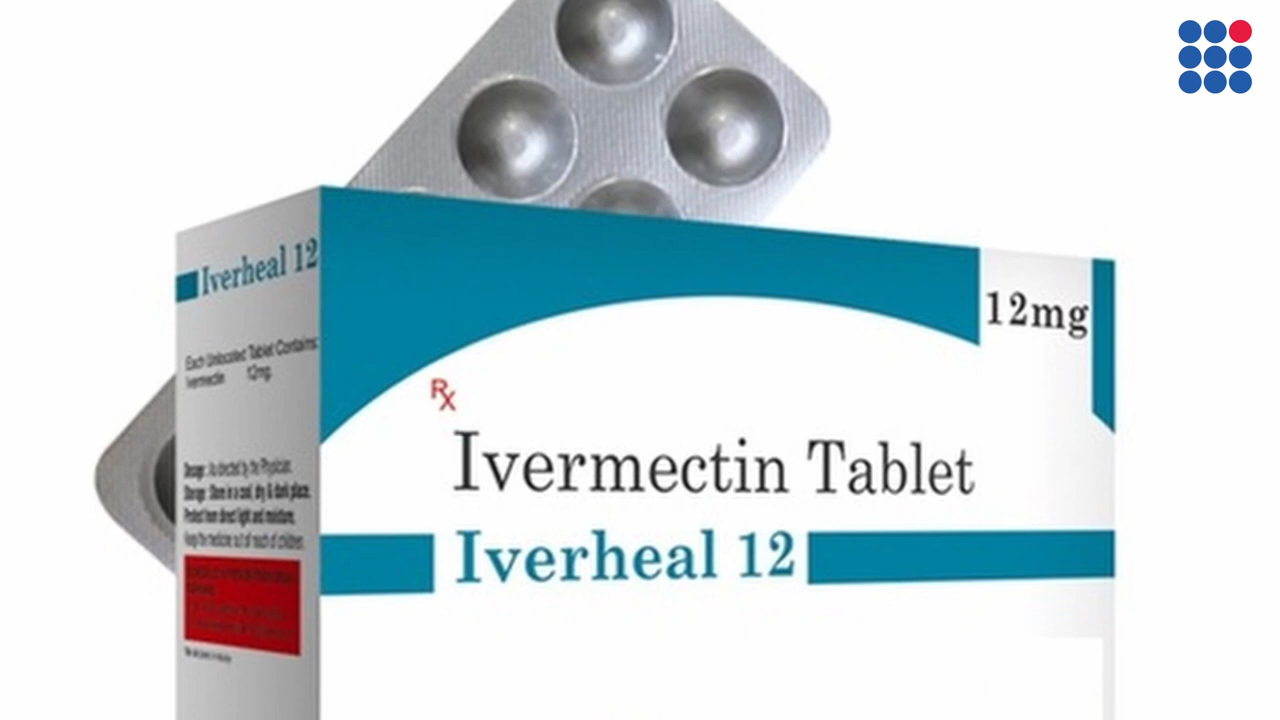 Iverheal 12
Each Uncoated Tablet Contains:
Ivermectin 12mg.
Dosage: As directed by the Physician.
Storage: Store in a cool, dry & dark place.
Protect from direct light and moisture.
Keep the medicine out of reach of children.
12mg
Rx
Ivermectin Tablet
Iverheal 12